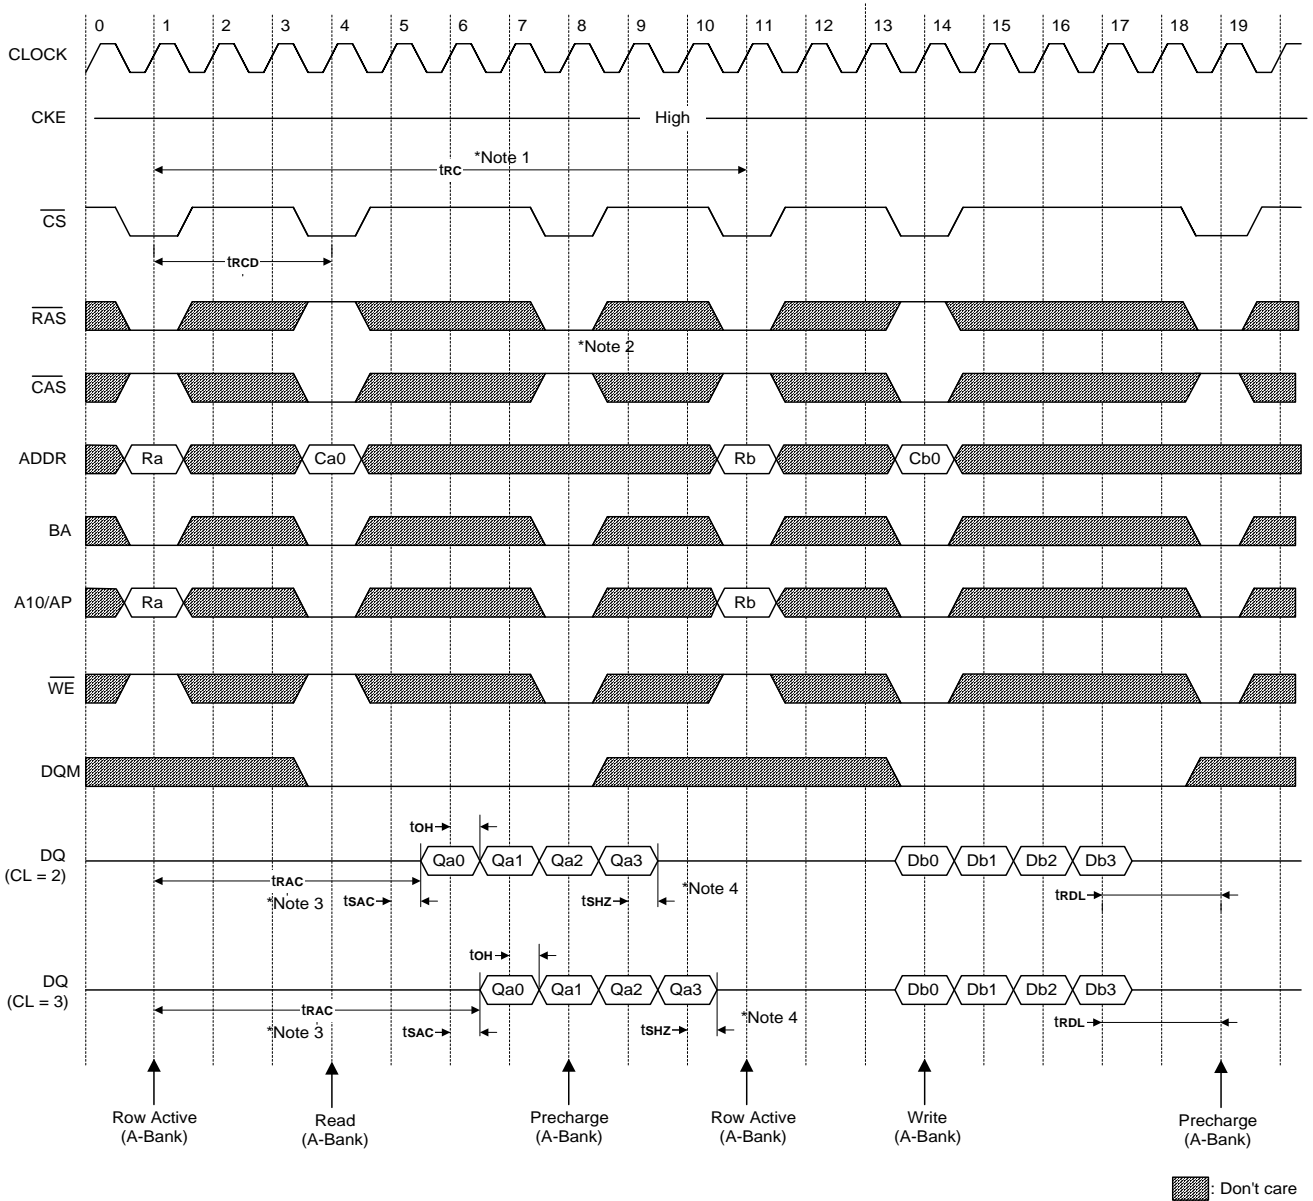 0 1 2 3 4 5 6 7 8 9 10 11 12 13 14 15 16 17 18 19
CLOCK
CKE High
*Note 1
tRC
CS
tRCD
RAS
*Note 2
CAS
ADDR Ra Ca0 Rb Cb0
BA
A10/AP Ra Rb
WE
DQM
tOH
DQ
(CL = 2)
Qa0 Qa1 Qa2 Qa3 Db0 Db1 Db2 Db3
tRAC
*Note 3
tSAC tSHZ *Note 4 tRDL
tOH
DQ
(CL = 3)
Qa0 Qa1 Qa2 Qa3 Db0 Db1 Db2 Db3
tRAC
*Note 3
tSAC tSHZ *Note 4 tRDL
Row Active
(A-Bank)
Read
(A-Bank)
Precharge
(A-Bank)
Row Active
(A-Bank)
Write
(A-Bank)
Precharge
(A-Bank)
: Don't care